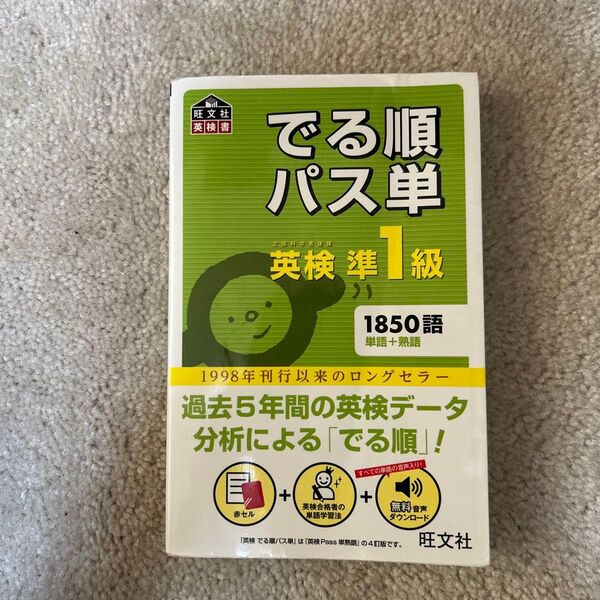 旺文社
英検書
でる順
パス単
文部科学省後援
英検 準1級
1850語
単語＋熟語
1998年刊行以来のロングセラー
過去5年間の英検データ
分析による「でる順」!
すべての単語の音声入り!
赤セル
+
英検合格者の
単語学習法
+
無料音声
ダウンロード
「英検 でる順パス単」は「英検Pass 単熟語」の4訂版です。
旺文社